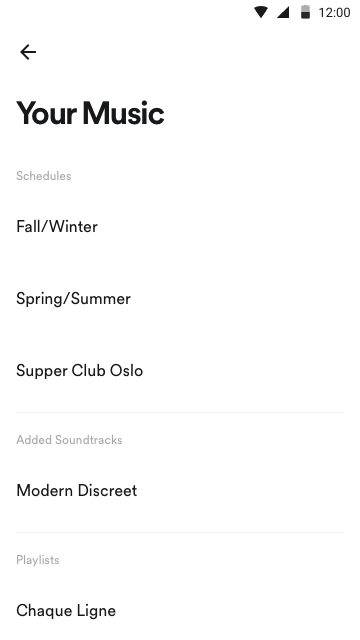 12:00
Your Music
Schedules
Fall/Winter
Spring/Summer
Supper Club Oslo
Added Soundtracks
Modern Discreet
Playlists
Chaque Ligne